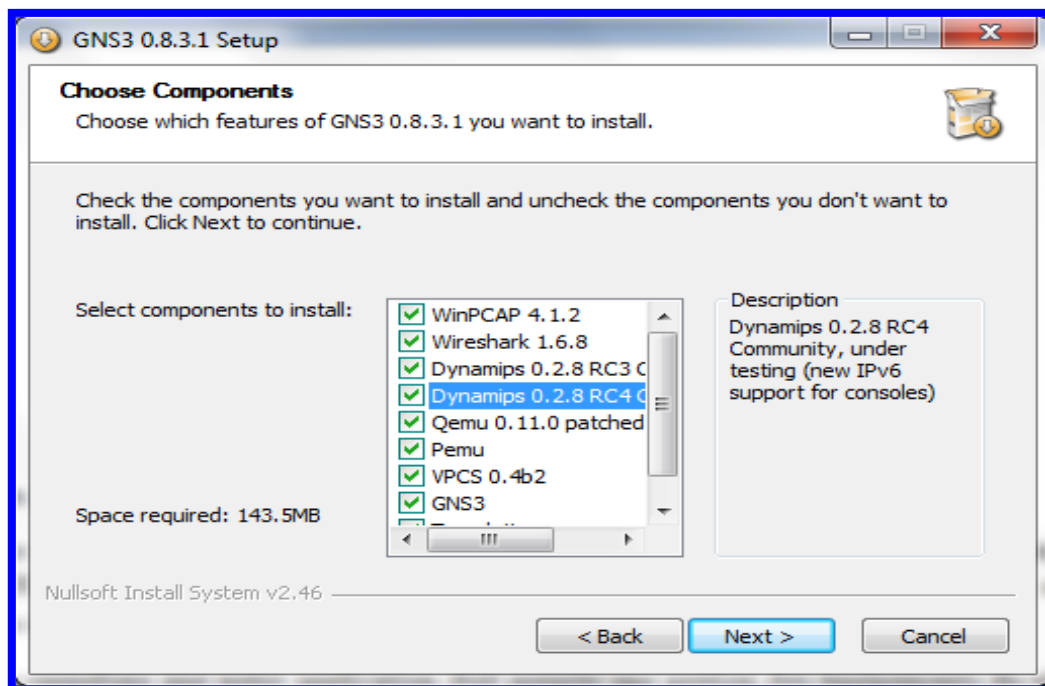 GNS3 0.8.3.1 Setup
Choose Components
Choose which features of GNS3 0.8.3.1 you want to install.
Check the components you want to install and uncheck the components you don't want to
install. Click Next to continue.
Select components to install:
WinPCAP 4.1.2
Wireshark 1.6.8
Dynamips 0.2.8 RC3 C
Dynamips 0.2.8 RC4 C
Qemu 0.11.0 patched
Pemu
VPCS 0.4b2
GNS3
Description
Dynamips 0.2.8 RC4
Community, under
testing (new IPv6
support for consoles)
Space required: 143.5MB
Nullsoft Install System v2.46
< Back
Next >
Cancel